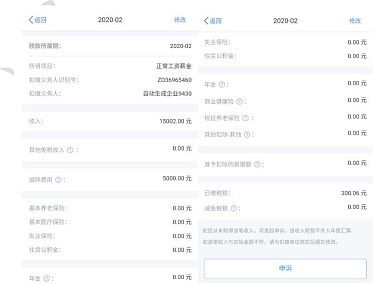 返回 2020-02 修改
税款所属期： 2020-02
所得项目： 正常工资薪金
扣缴义务人识别号： ZD36965460
扣缴义务人： 自动生成企业9430
收入： 15002.00 元
其他免税收入 ?： 0.00 元
减除费用 ?： 5000.00 元
基本养老保险： 0.00 元
基本医疗保险： 0.00 元
失业保险： 0.00 元
住房公积金： 0.00 元
年金 ?： 0.00 元
返回 2020-02 修改
失业保险： 0.00 元
住房公积金： 0.00 元
年金 ?： 0.00 元
商业健康险 ?： 0.00 元
税延养老保险 ?： 0.00 元
其他扣除-其他 ?： 0.00 元
准予扣除的捐赠额 ?： 0.00 元
已缴税额： 300.06 元
减免税额 ?： 0.00 元
如您从未取得该笔收入，可发起申诉，该收入将暂不并入年度汇算。
如该笔收入与实际金额不符，请与扣缴单位核实后据实修改。
申诉